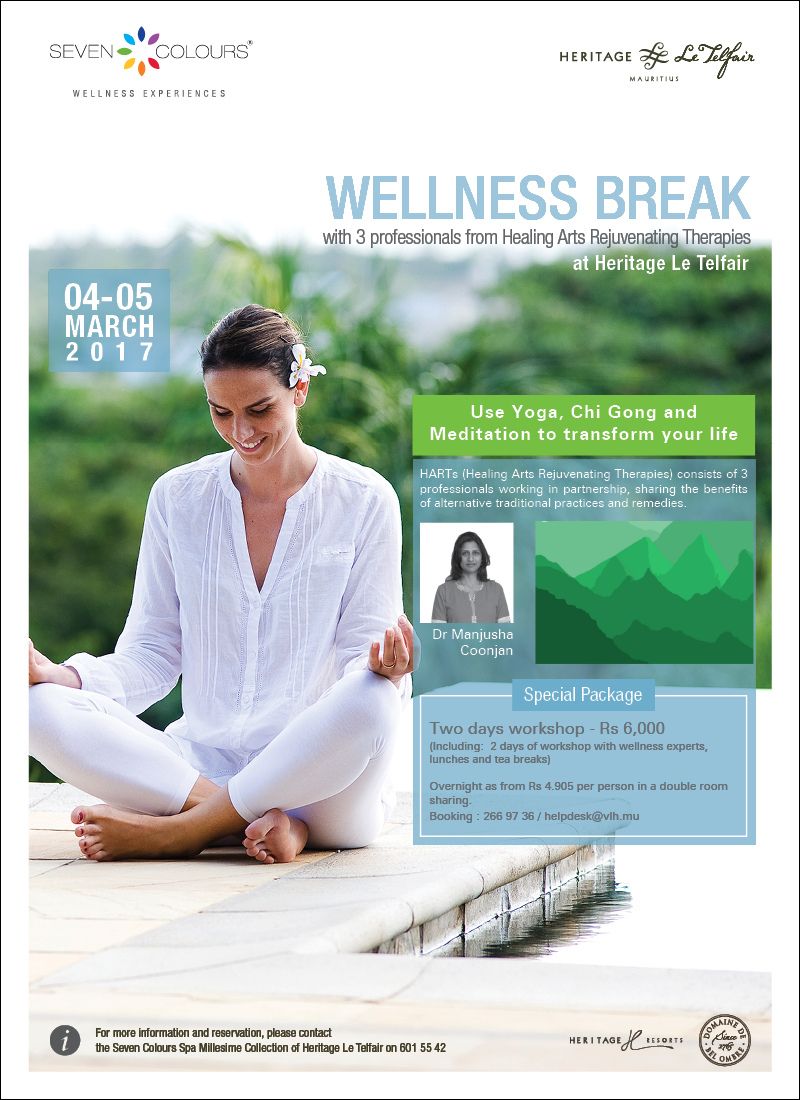 SEVEN COLOURS®
WELLNESS EXPERIENCES
HERITAGE Le Telfair
MAURITIUS
WELLNESS BREAK
with 3 professionals from Healing Arts Rejuvenating Therapies
at Heritage Le Telfair
04-05
MARCH
2017
Use Yoga, Chi Gong and
Meditation to transform your life
HARTs (Healing Arts Rejuvenating Therapies) consists of 3
professionals working in partnership, sharing the benefits
of alternative traditional practices and remedies.
Dr Manjusha
Coonjan
Special Package
Two days workshop - Rs 6,000
(Including: 2 days of workshop with wellness experts,
lunches and tea breaks)
Overnight as from Rs 4.905 per person in a double room
sharing.
Booking : 266 97 36 / helpdesk@vlh.mu
i
For more information and reservation, please contact
the Seven Colours Spa Millesime Collection of Heritage Le Telfair on 601 55 42
HERITAGE RESORTS
DOMAINE DE
Since
BEL OMBRE